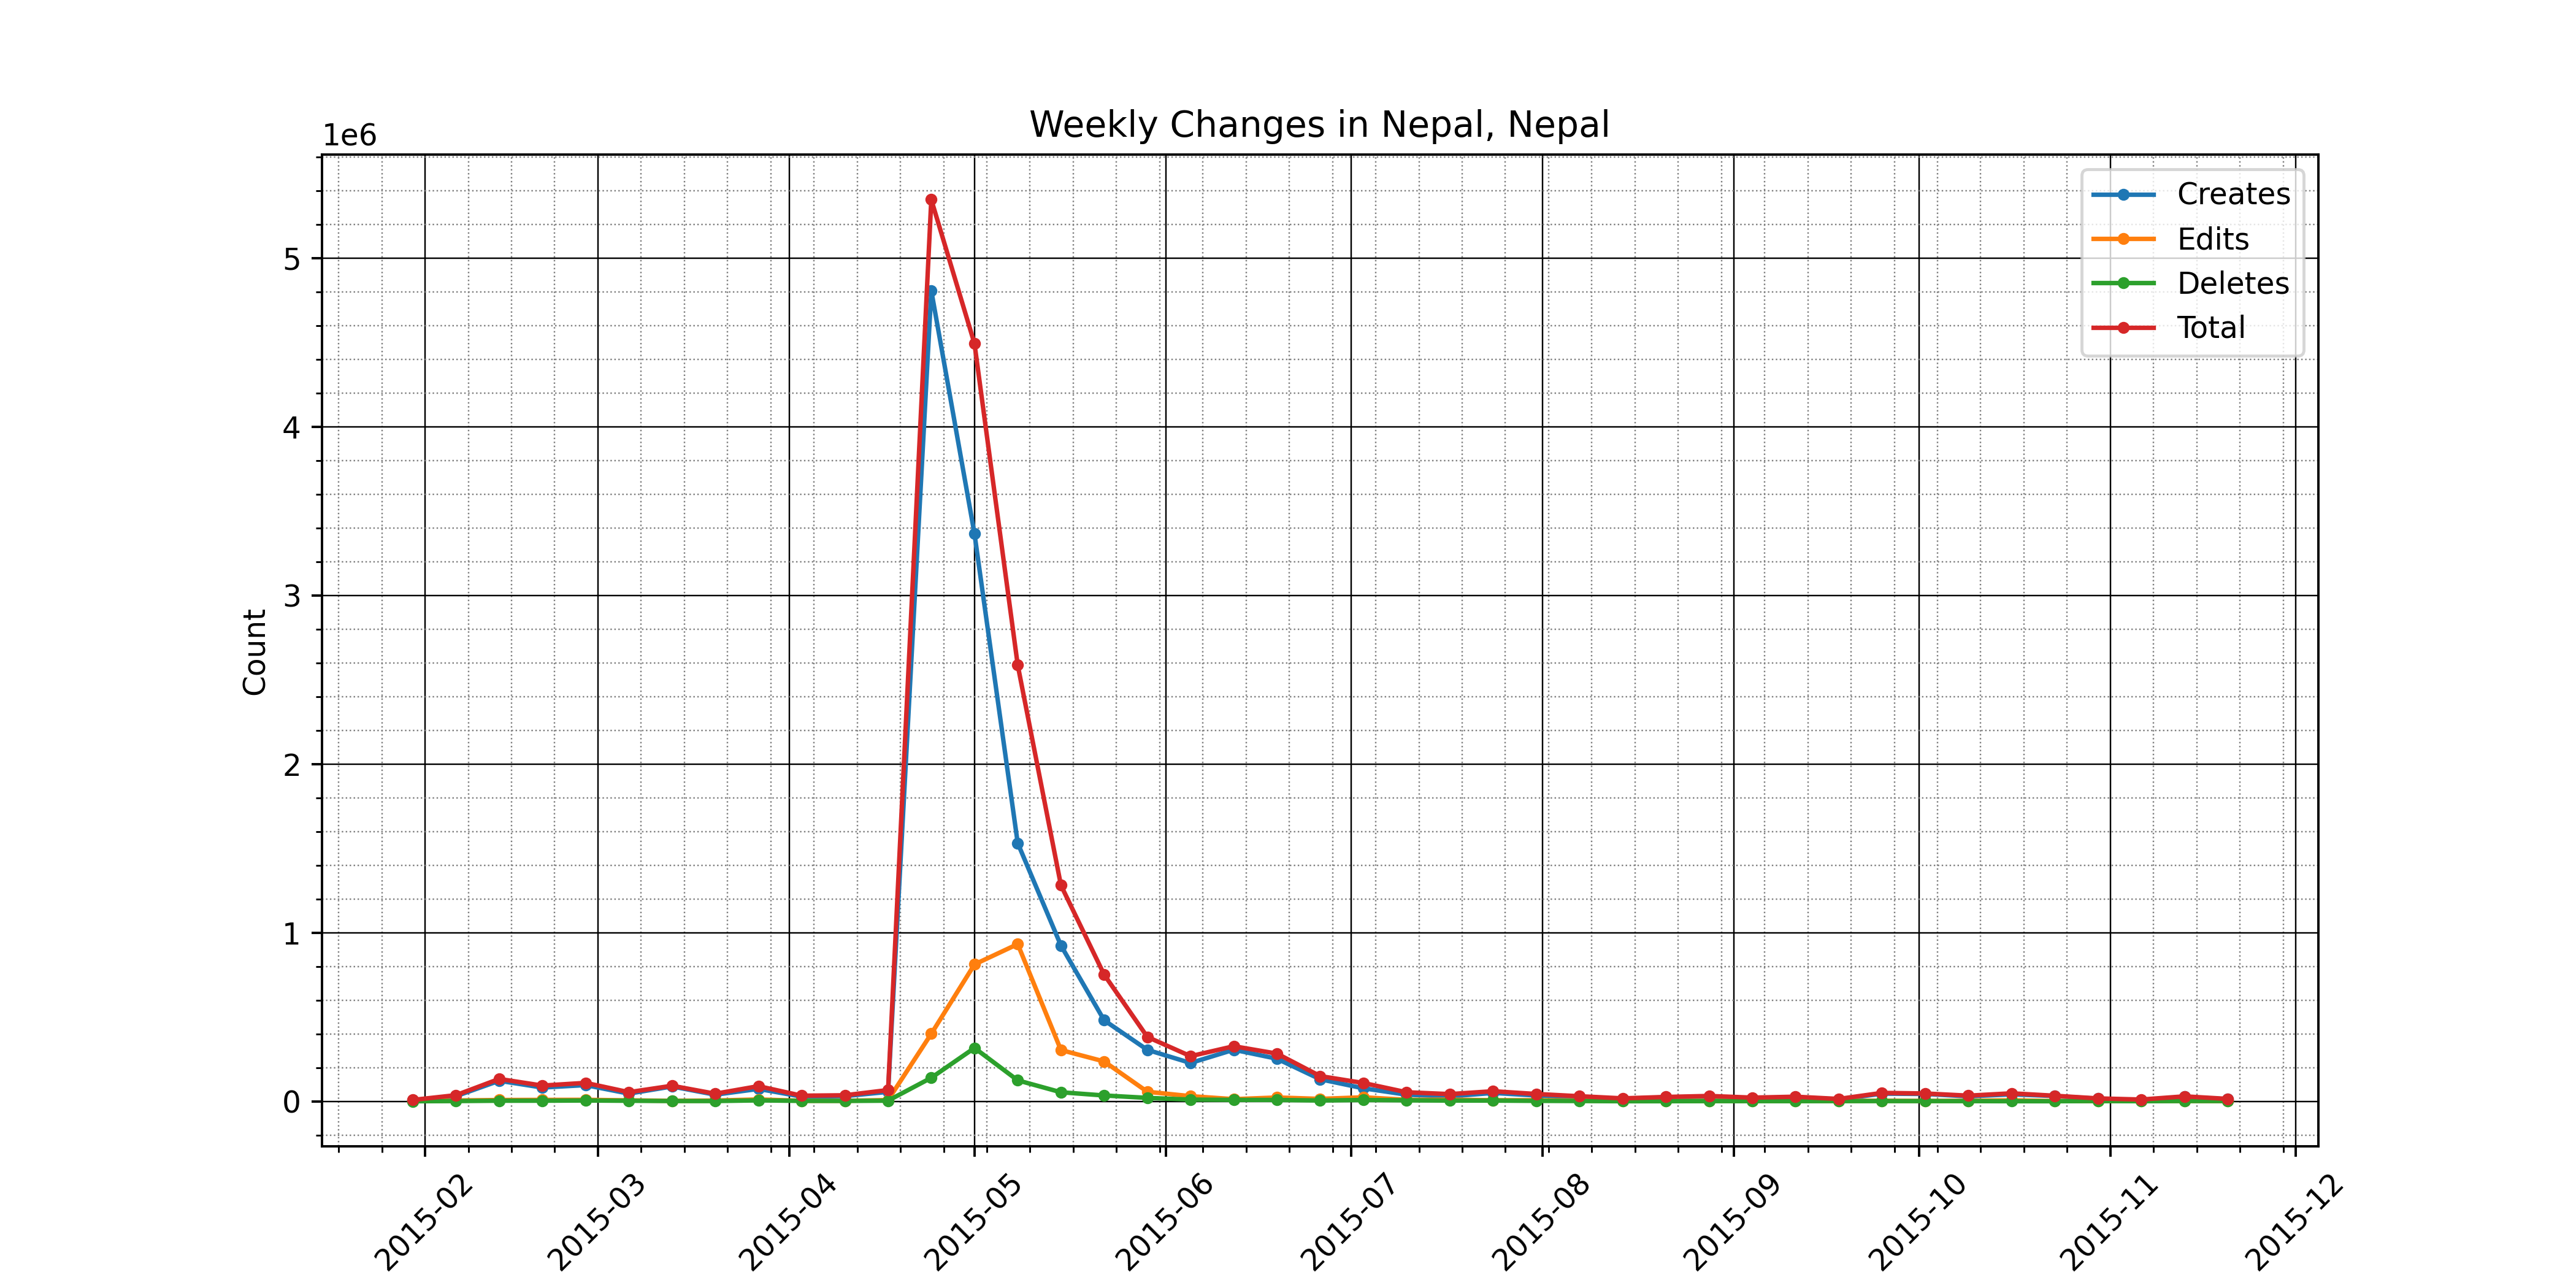 Weekly Changes in Nepal, Nepal
1e6
Creates
Edits
Deletes
Total
5
4
3
2
1
0
Count
2015-02
2015-03
2015-04
2015-05
2015-06
2015-07
2015-08
2015-09
2015-10
2015-11
2015-12